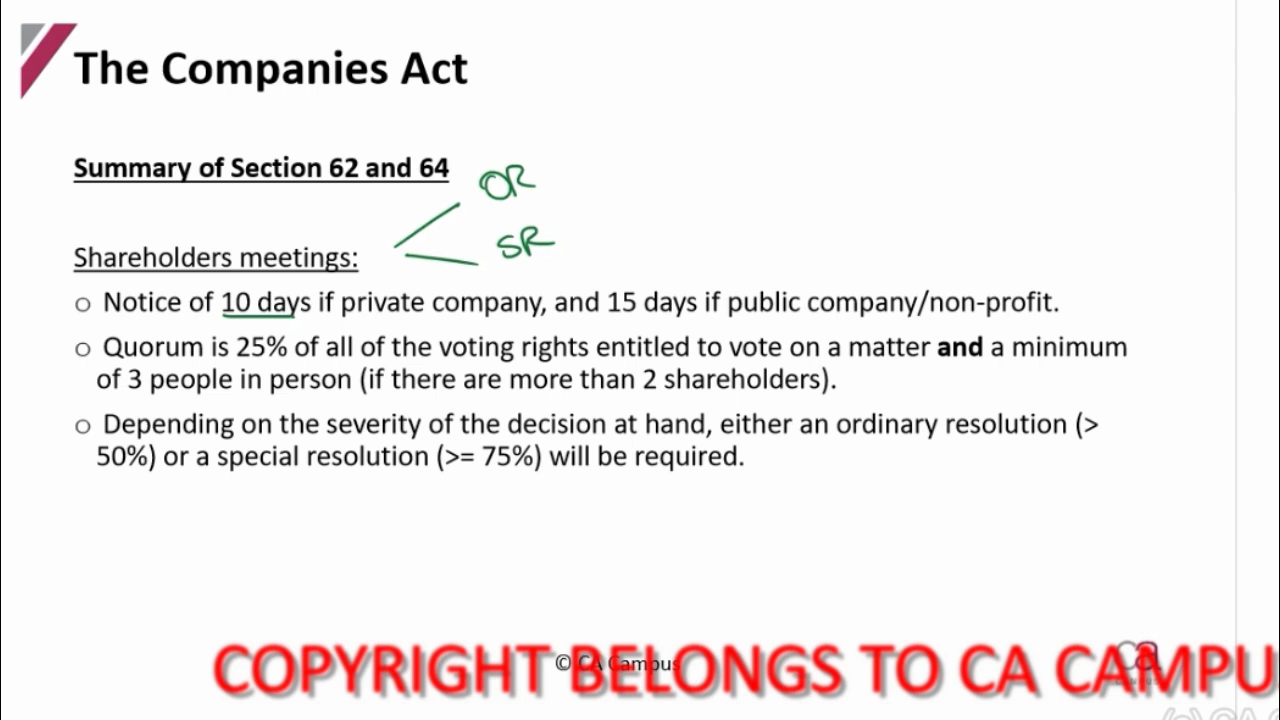 The Companies Act
Summary of Section 62 and 64
OR
SR
Shareholders meetings:
o Notice of 10 days if private company, and 15 days if public company/non-profit.
o Quorum is 25% of all of the voting rights entitled to vote on a matter and a minimum
of 3 people in person (if there are more than 2 shareholders).
o Depending on the severity of the decision at hand, either an ordinary resolution (>
50%) or a special resolution (>= 75%) will be required.
© CA Campus
COPYRIGHT BELONGS TO CA CAMPU